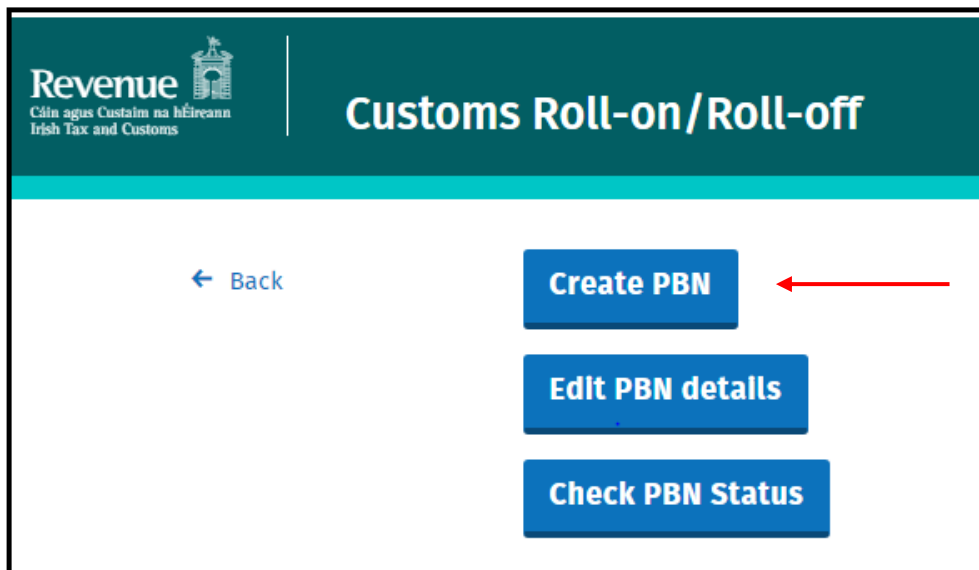 Revenue
Cáin agus Custaim na hÉireann
Irish Tax and Customs
Customs Roll-on/Roll-off
← Back
Create PBN
Edit PBN details
Check PBN Status